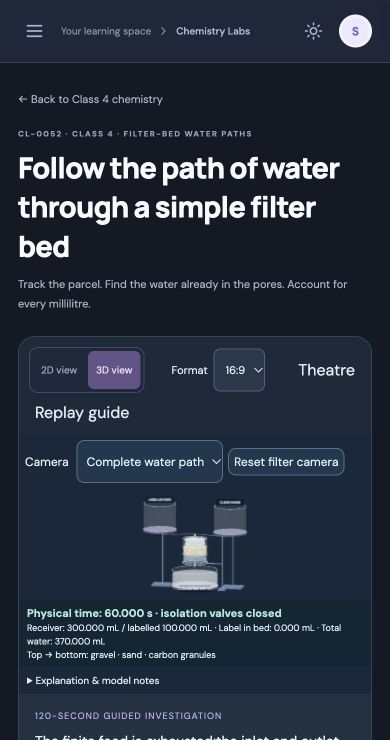 Your learning space > Chemistry Labs
S
← Back to Class 4 chemistry
CL-0052 · CLASS 4 · FILTER-BED WATER PATHS
Follow the path of water
through a simple filter
bed
Track the parcel. Find the water already in the pores. Account for
every millilitre.
2D view 3D view Format 16:9 Theatre
Replay guide
Camera Complete water path Reset filter camera
Physical time: 60.000 s · isolation valves closed
Receiver: 300.000 mL / labelled 100.000 mL · Label in bed: 0.000 mL · Total
water: 370.000 mL
Top → bottom: gravel · sand · carbon granules
▸ Explanation & model notes
120-SECOND GUIDED INVESTIGATION